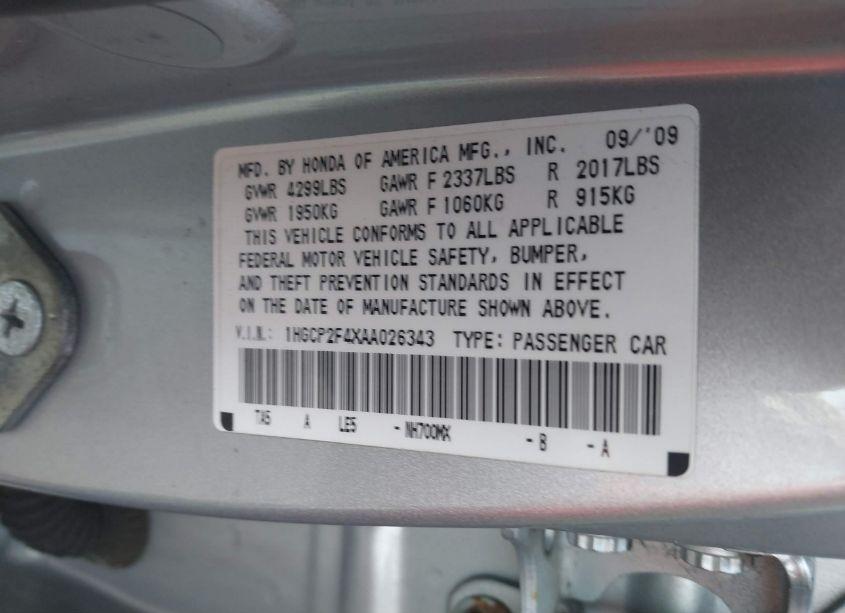 MFD. BY HONDA OF AMERICA MFG., INC. 09/'09
GVWR 4299LBS GAWR F 2337LBS R 2017LBS
GVWR 1950KG GAWR F 1060KG R 915KG
THIS VEHICLE CONFORMS TO ALL APPLICABLE
FEDERAL MOTOR VEHICLE SAFETY, BUMPER,
AND THEFT PREVENTION STANDARDS IN EFFECT
ON THE DATE OF MANUFACTURE SHOWN ABOVE.
V.I.N.: 1HGCP2F4XAA026343 TYPE: PASSENGER CAR
TA5 A LE5 -NH700MX -B -A